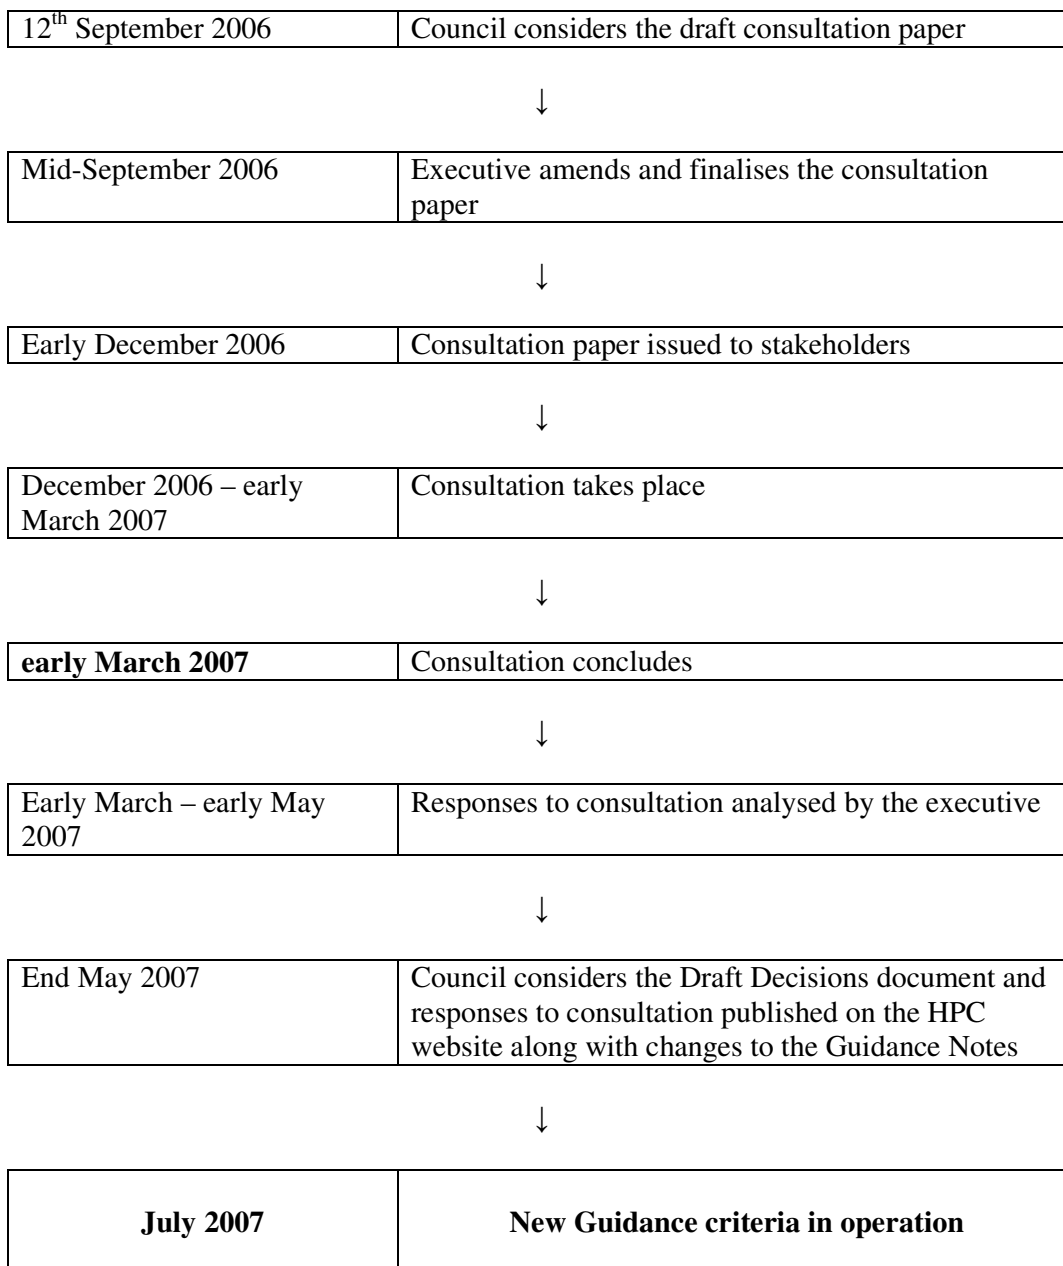 12th September 2006 Council considers the draft consultation paper
↓
Mid-September 2006 Executive amends and finalises the consultation
paper
↓
Early December 2006 Consultation paper issued to stakeholders
↓
December 2006 – early Consultation takes place
March 2007
↓
early March 2007 Consultation concludes
↓
Early March – early May Responses to consultation analysed by the executive
2007
↓
End May 2007 Council considers the Draft Decisions document and
responses to consultation published on the HPC
website along with changes to the Guidance Notes
↓
July 2007 New Guidance criteria in operation